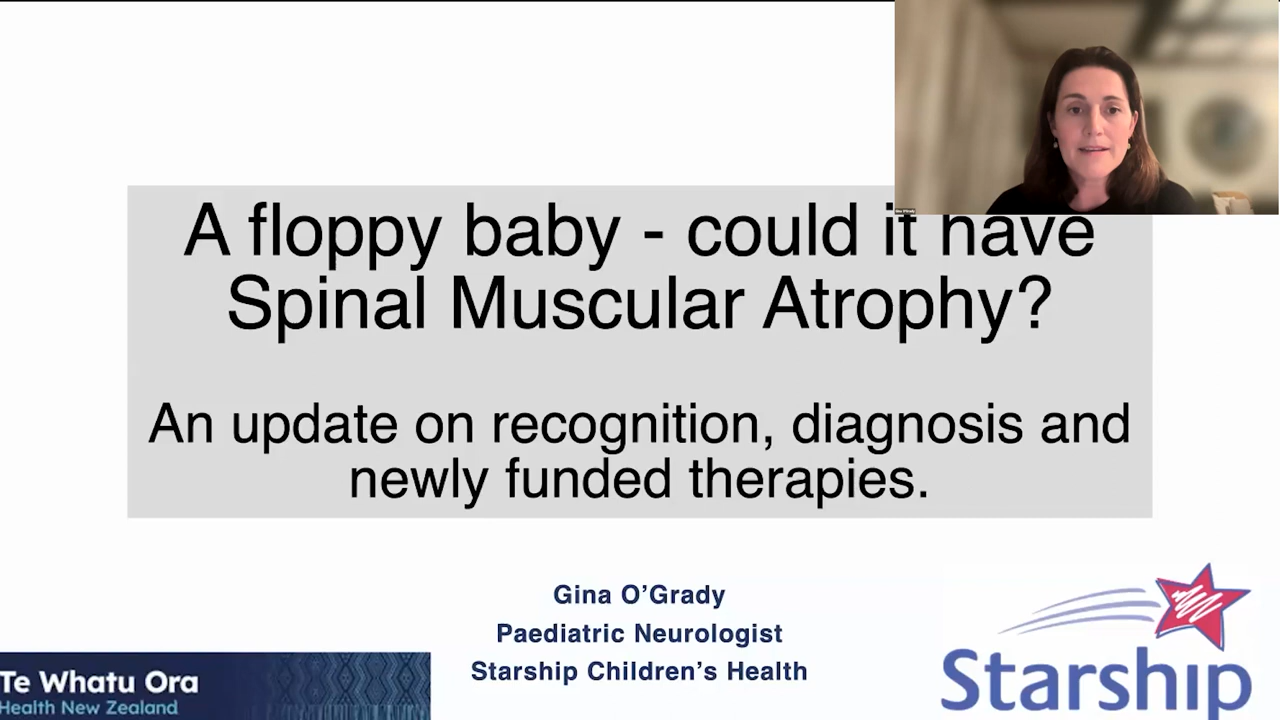 A floppy baby - could it have
Spinal Muscular Atrophy?
An update on recognition, diagnosis and
newly funded therapies.
Gina O'Grady
Paediatric Neurologist
Starship Children's Health
Te Whatu Ora
Health New Zealand
Starship